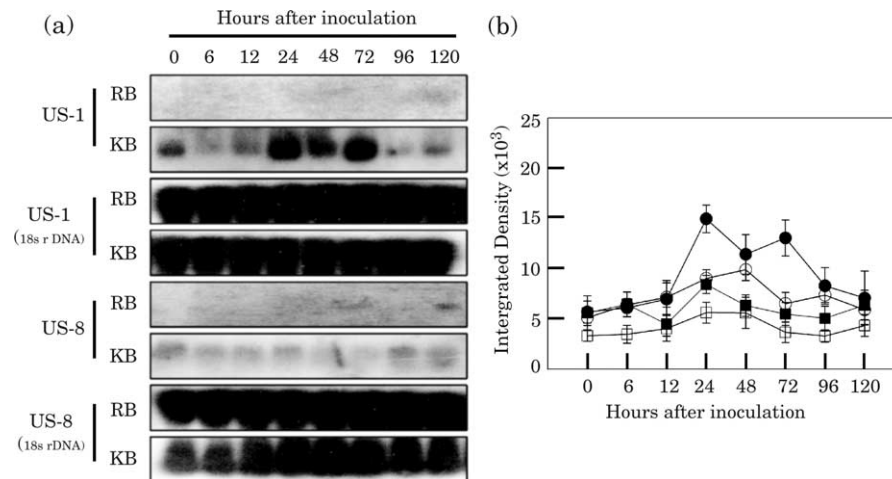 (a)
Hours after inoculation
0 6 12 24 48 72 96 120
US-1
RB
KB
US-1
(18s r DNA)
RB
KB
US-8
RB
KB
US-8
(18s rDNA)
RB
KB
(b)
Intergrated Density (x10³)
25
20
15
10
5
0
0 6 12 24 48 72 96 120
Hours after inoculation